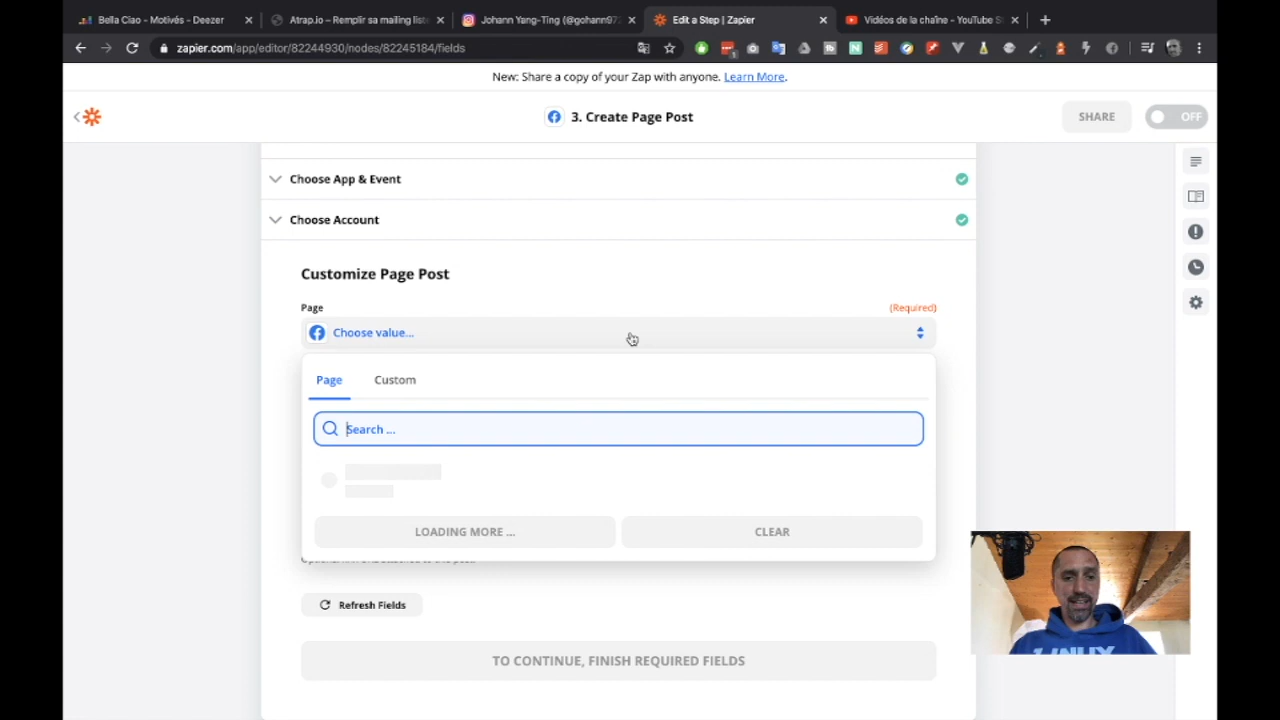 Bella Ciao - Motivés - Deezer
Atrap.io – Remplir sa mailing liste
Johann Yang-Ting (@gohann97
Edit a Step | Zapier
Vidéos de la chaîne - YouTube S
zapier.com/app/editor/82244930/nodes/82245184/fields
New: Share a copy of your Zap with anyone. Learn More.
3. Create Page Post
SHARE
OFF
Choose App & Event
Choose Account
Customize Page Post
Page
(Required)
Choose value...
Page
Custom
Search ...
LOADING MORE ...
CLEAR
Refresh Fields
TO CONTINUE, FINISH REQUIRED FIELDS
LINUX